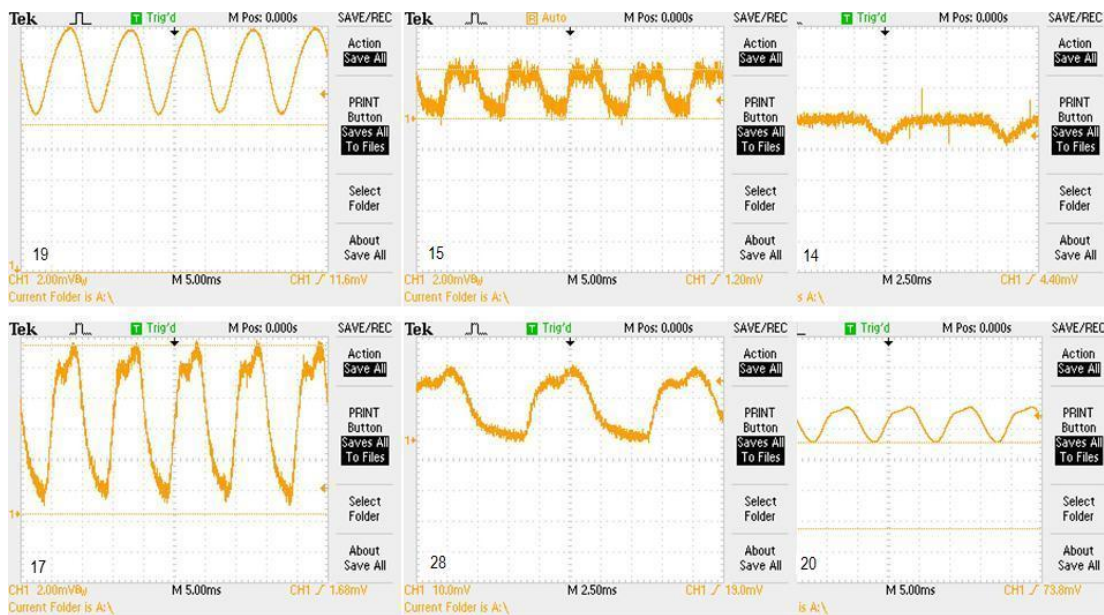 Tek T Trig'd M Pos: 0.000s SAVE/REC
Action
Save All
PRINT
Button
Saves All
To Files
Select
Folder
About
Save All
19
1
CH1 2.00mVBW M 5.00ms CH1 11.6mV
Current Folder is A:\
Tek R Auto M Pos: 0.000s SAVE/REC
Action
Save All
PRINT
Button
Saves All
To Files
Select
Folder
About
Save All
15
1
CH1 2.00mVBW M 5.00ms CH1 1.20mV
Current Folder is A:\
T Trig'd M Pos: 0.000s SAVE/REC
Action
Save All
PRINT
Button
Saves All
To Files
Select
Folder
About
Save All
14
M 2.50ms CH1 4.40mV
s A:\
Tek T Trig'd M Pos: 0.000s SAVE/REC
Action
Save All
PRINT
Button
Saves All
To Files
Select
Folder
About
Save All
17
1
CH1 2.00mVBW M 5.00ms CH1 1.68mV
Current Folder is A:\
Tek T Trig'd M Pos: 0.000s SAVE/REC
Action
Save All
PRINT
Button
Saves All
To Files
Select
Folder
About
Save All
28
1
CH1 10.0mV M 2.50ms CH1 19.0mV
Current Folder is A:\
T Trig'd M Pos: 0.000s SAVE/REC
Action
Save All
PRINT
Button
Saves All
To Files
Select
Folder
About
Save All
20
M 5.00ms CH1 73.8mV
is A:\